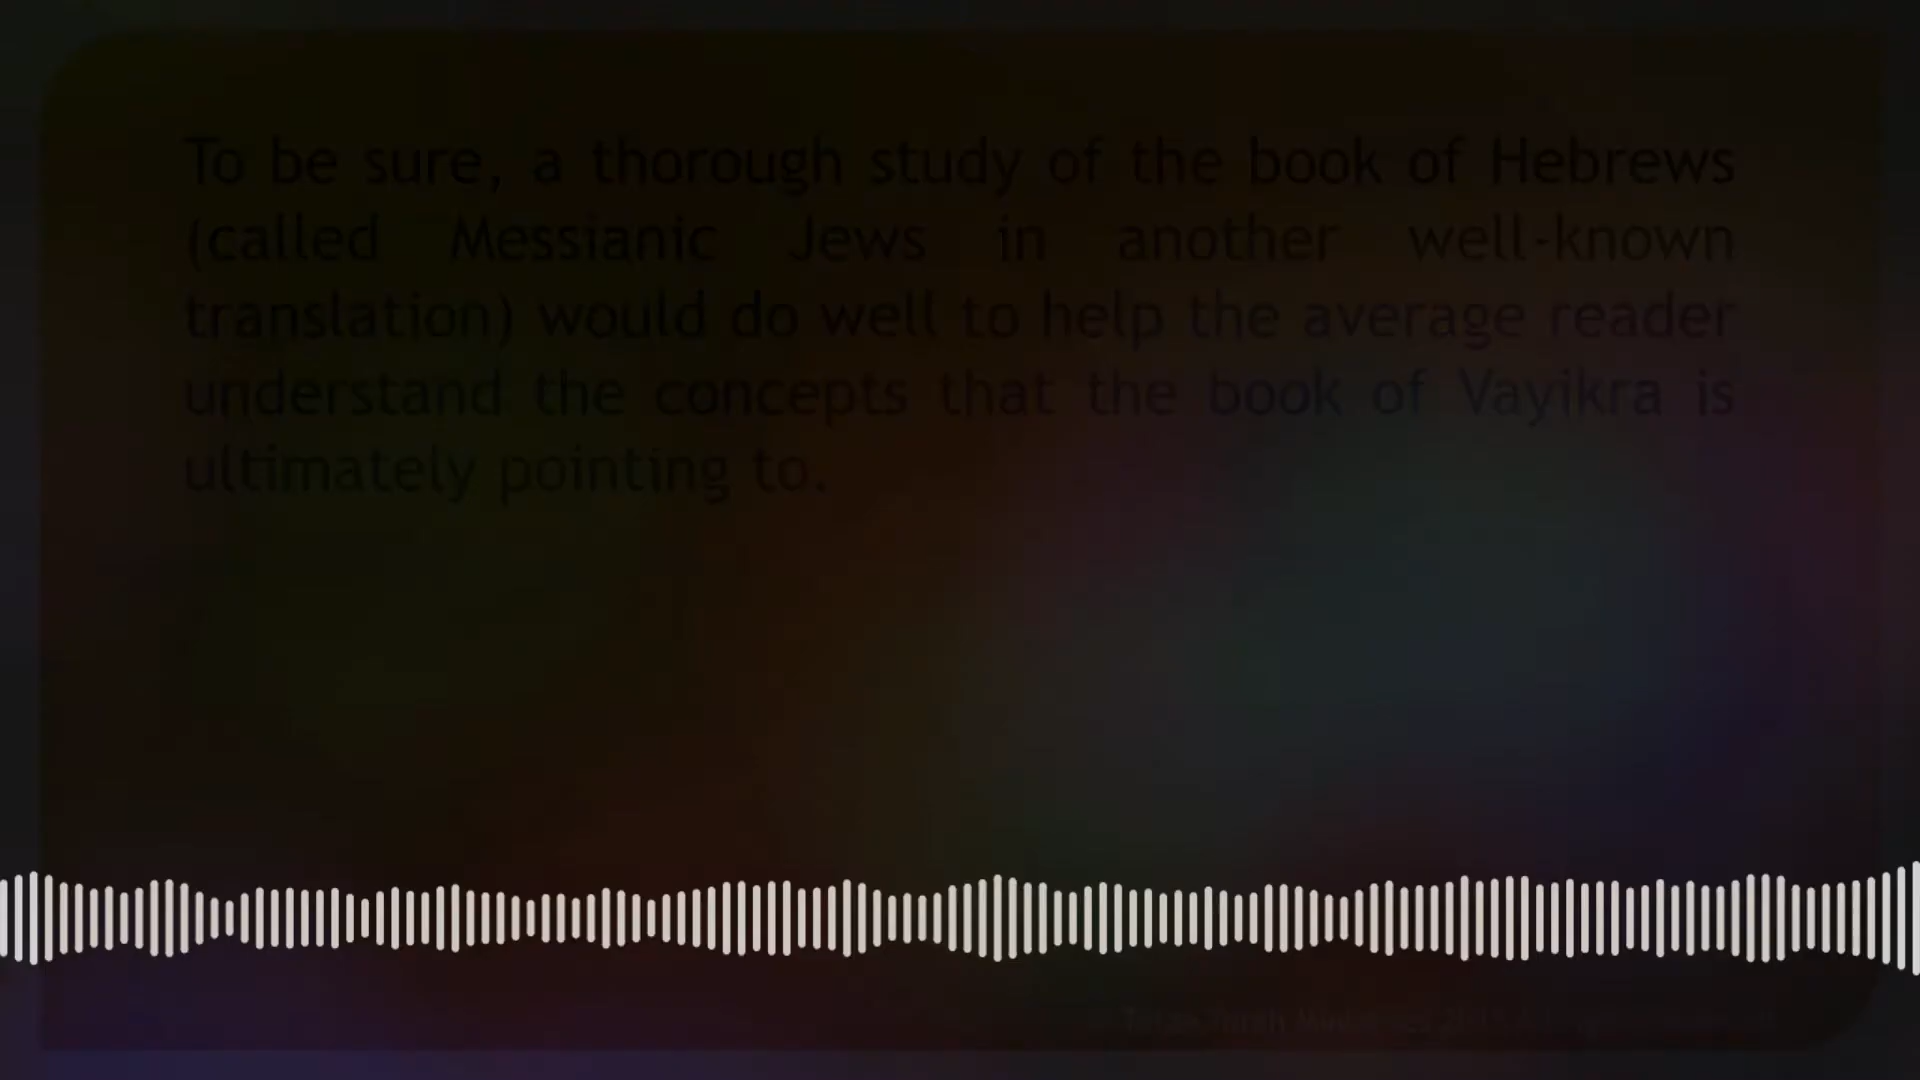 To be sure, a thorough study of the book of Hebrews
(called Messianic Jews in another well-known
translation) would do well to help the average reader
understand the concepts that the book of Vayikra is
ultimately pointing to.